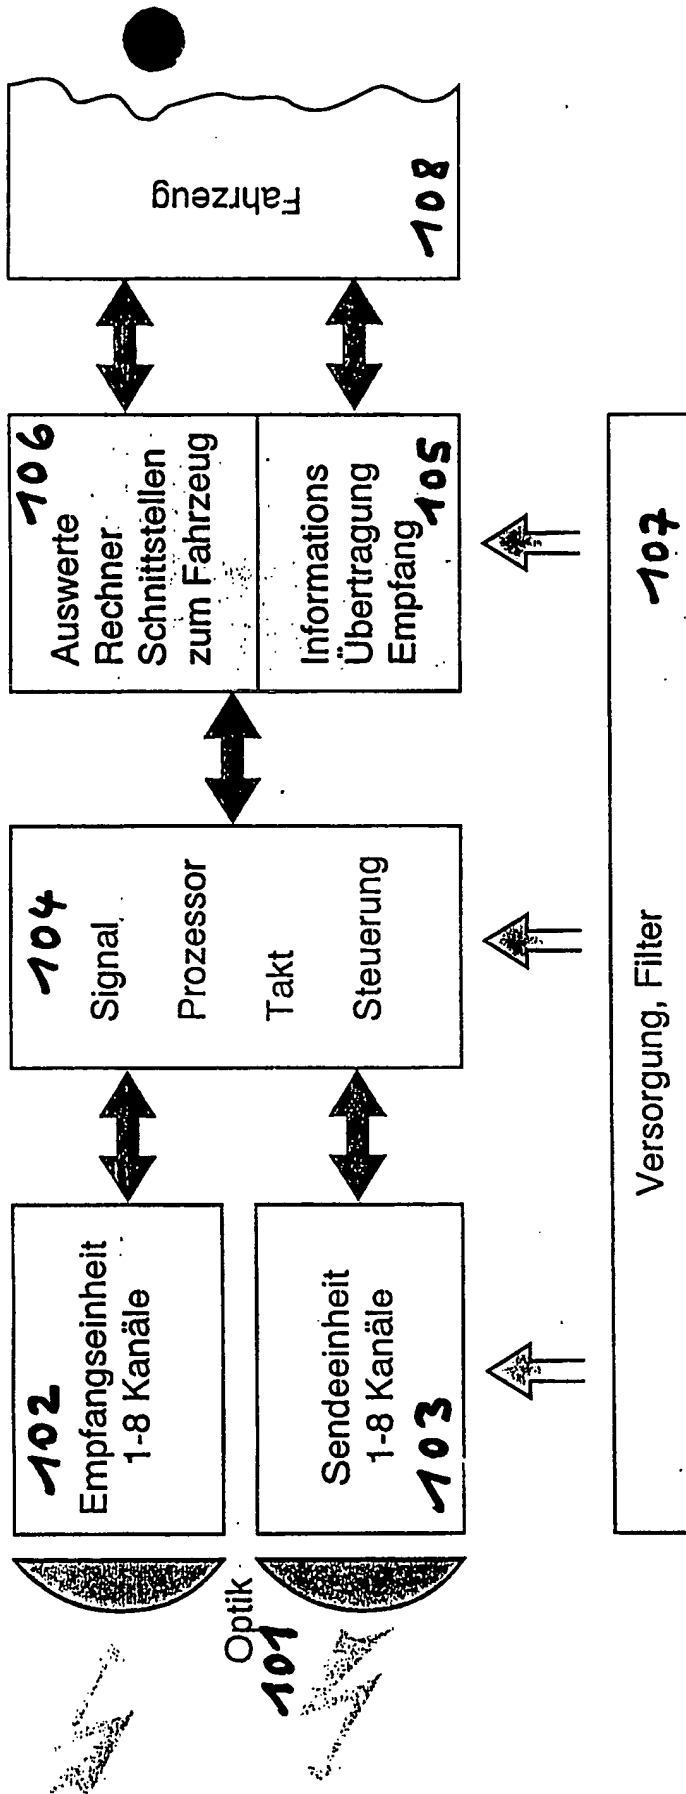 Optik
101
102
Empfangseinheit
1-8 Kanäle
Sendeeinheit
1-8 Kanäle
103
104
Signal
Prozessor
Takt
Steuerung
106
Auswerte
Rechner
Schnittstellen
zum Fahrzeug
Informations
Übertragung
Empfang
105
Fahrzeug
108
Versorgung, Filter
107